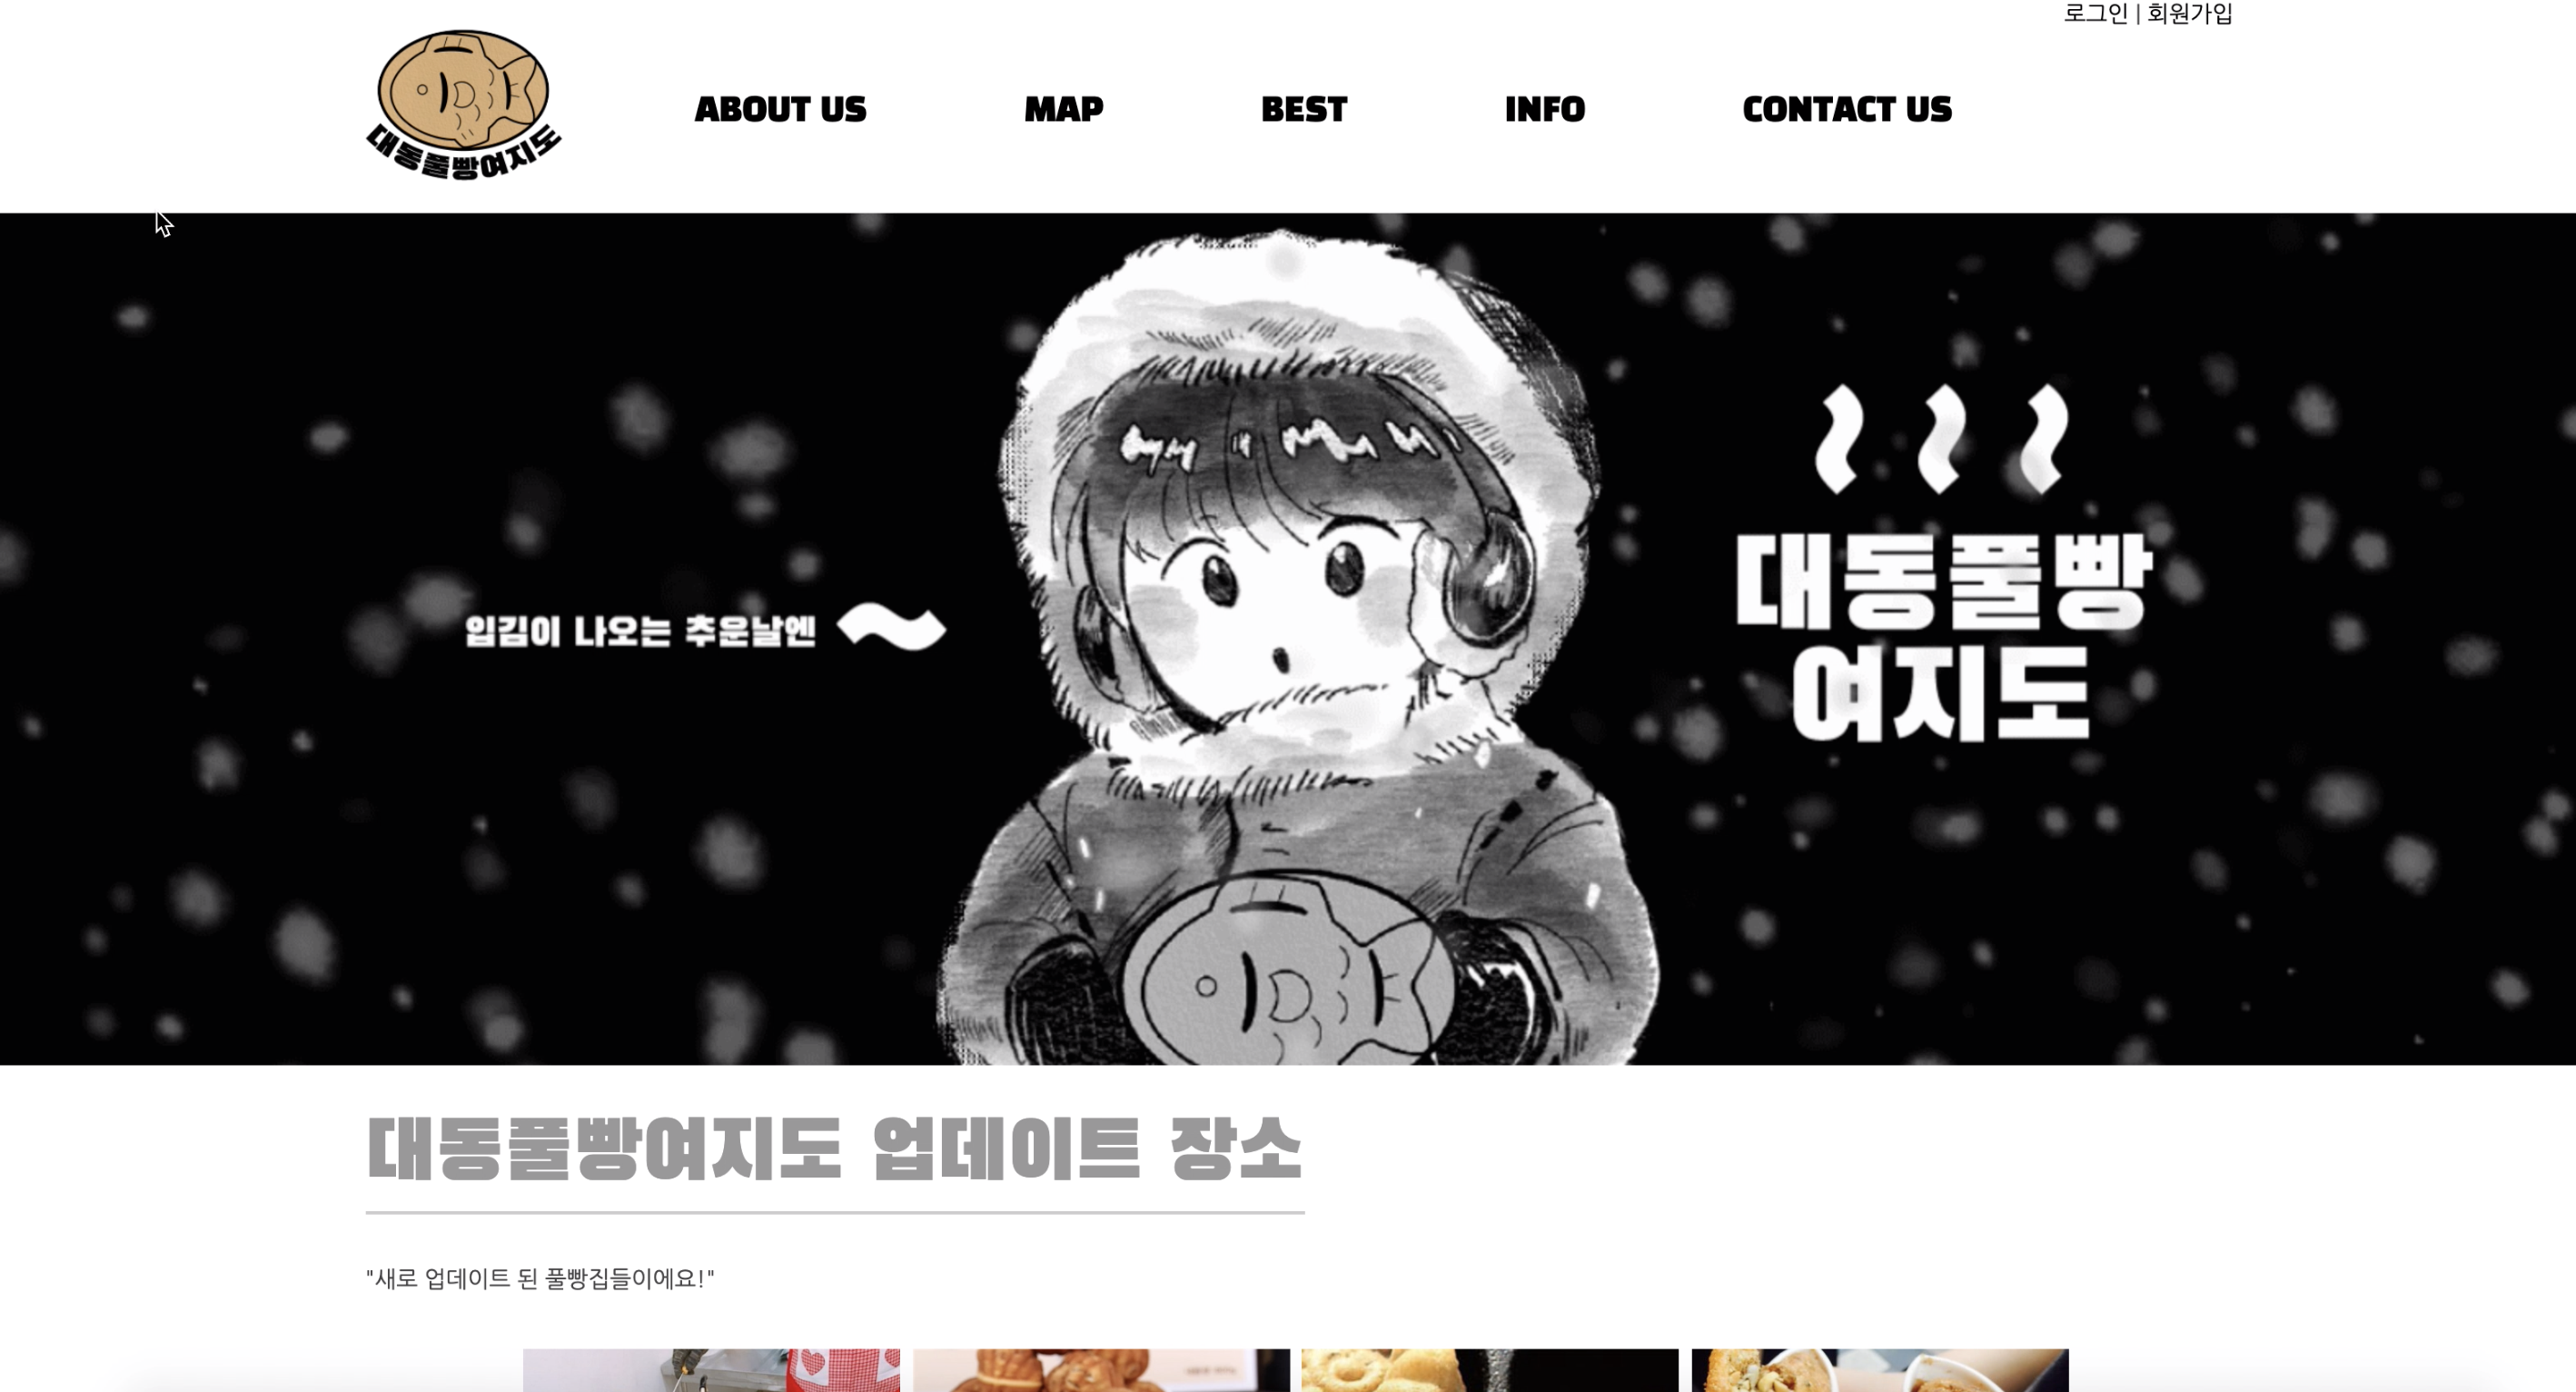 로그인 | 회원가입
대동풀빵여지도
ABOUT US
MAP
BEST
INFO
CONTACT US
입김이 나오는 추운날엔
대동풀빵
여지도
대동풀빵여지도 업데이트 장소
"새로 업데이트 된 풀빵집들이에요!"